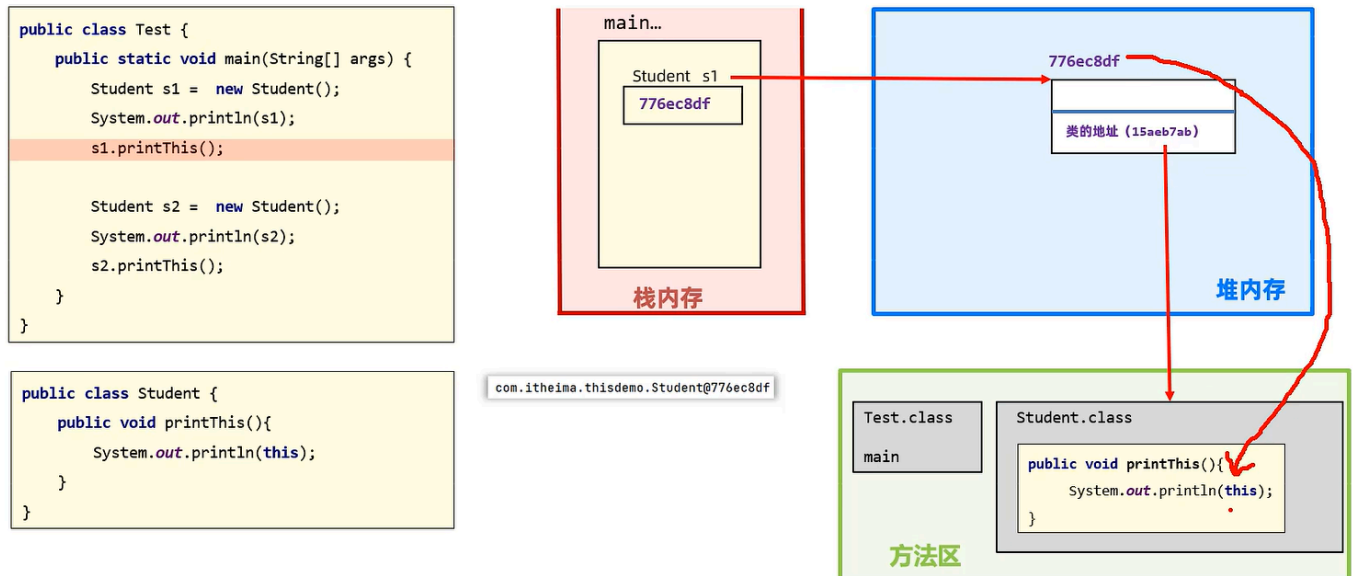 public class Test {
public static void main(String[] args) {
Student s1 =  new Student();
System.out.println(s1);
s1.printThis();
Student s2 =  new Student();
System.out.println(s2);
s2.printThis();
}
}
public class Student {
public void printThis(){
System.out.println(this);
}
}
main…
Student  s1
776ec8df
栈内存
776ec8df
类的地址（15aeb7ab）
堆内存
com.itheima.thisdemo.Student@776ec8df
Test.class
main
Student.class
public void printThis(){
System.out.println(this);
}
方法区